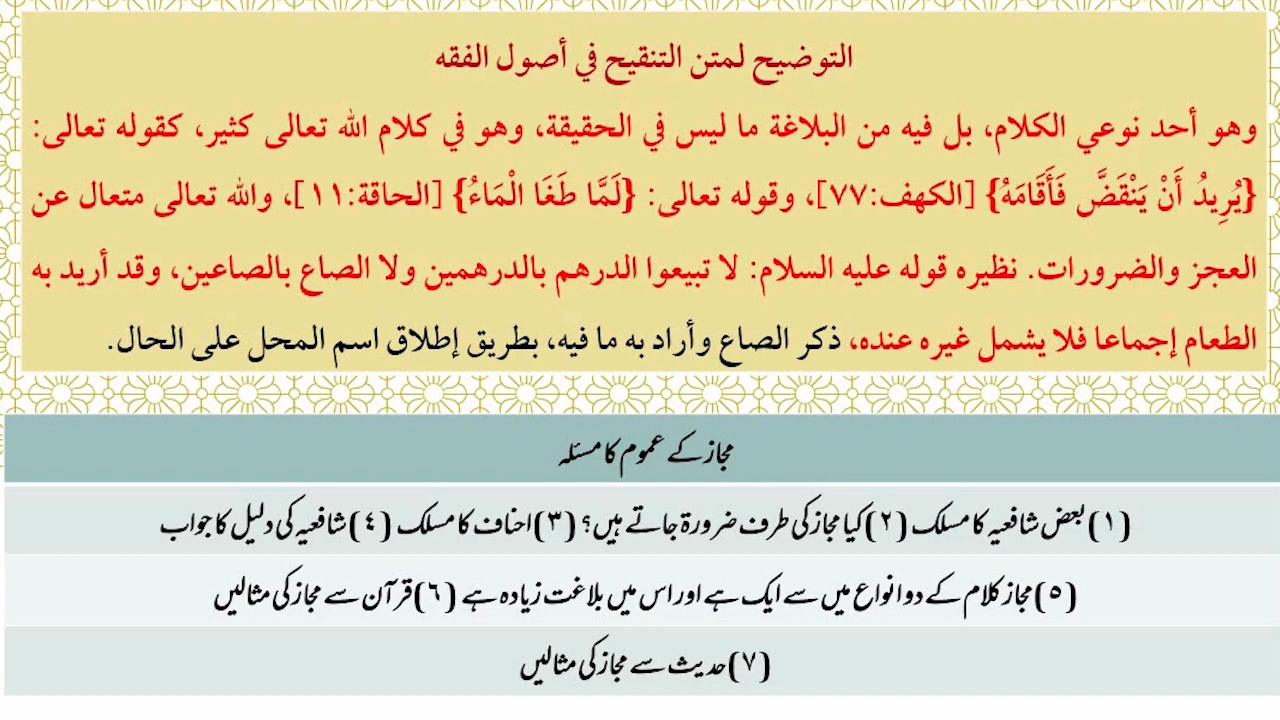 التوضيح لمتن التنقيح في أصول الفقه
وهو أحد نوعي الكلام، بل فيه من البلاغة ما ليس في الحقيقة، وهو في كلام الله تعالى كثير، كقوله تعالى:
{يُرِيدُ أَنْ يَنْقَضَّ فَأَقَامَهُ} [الكهف:٧٧]، وقوله تعالى: {لَمَّا طَغَا الْمَاءُ} [الحاقة:١١]، والله تعالى متعال عن
العجز والضرورات. نظيره قوله عليه السلام: لا تبيعوا الدرهم بالدرهمين ولا الصاع بالصاعين، وقد أريد به
الطعام إجماعا فلا يشمل غيره عنده، ذكر الصاع وأراد به ما فيه، بطريق إطلاق اسم المحل على الحال.
مجاز کے عموم کا مسئلہ
(۱) بعض شافعیہ کا مسلک (۲) کیا مجاز کی طرف ضرورۃ جاتے ہیں؟ (۳) احناف کا مسلک (٤) شافعیہ کی دلیل کا جواب
(٥) مجاز کلام کے دو انواع میں سے ایک ہے اور اس میں بلاغت زیادہ ہے (٦) قرآن سے مجاز کی مثالیں
(۷) حدیث سے مجاز کی مثالیں